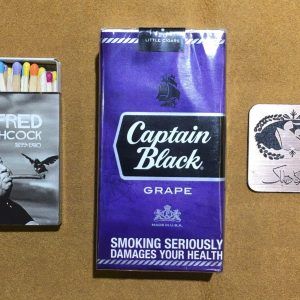 FRED
HCOCK
LITTLE CIGARS
Captain
Black
GRAPE
MADE IN U.S.A.
SMOKING SERIOUSLY
DAMAGES YOUR HEALTH